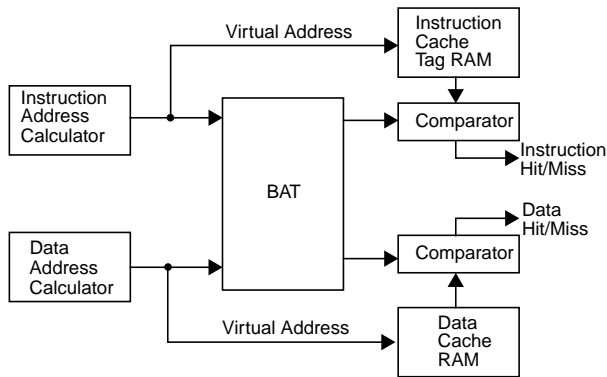 Virtual Address
Instruction
Cache
Tag RAM
Instruction
Address
Calculator
Comparator
Instruction
Hit/Miss
BAT
Data
Hit/Miss
Data
Address
Calculator
Comparator
Virtual Address
Data
Cache
RAM